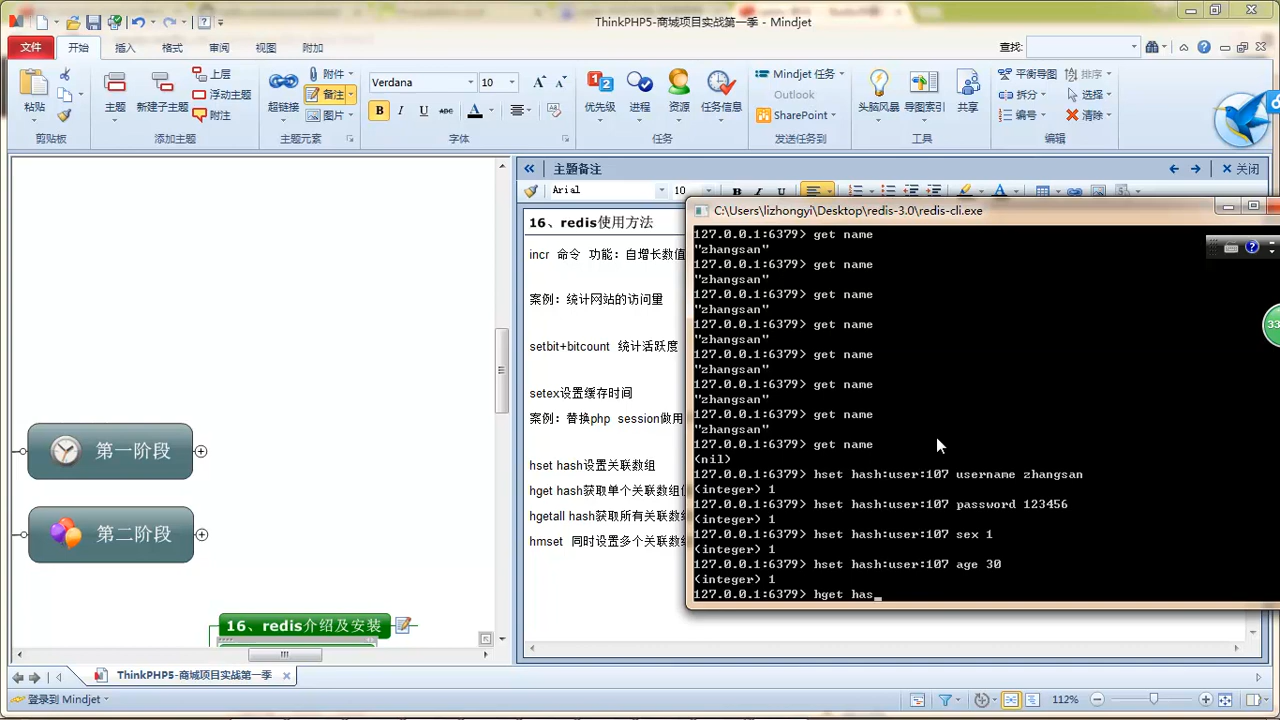 ThinkPHP5-商城项目实战第一季 - Mindjet
文件 开始 插入 格式 审阅 视图 附加 查找:
粘贴 主题 新建子主题 上层 浮动主题 附注 超链接 附件 备注 图片 Verdana 10 B I U abc A 优先级 进程 资源 任务信息 Mindjet 任务 Outlook SharePoint 头脑风暴 导图索引 共享 平衡导图 拆分 编号 排序 选择 清除
剪贴板 添加主题 主题元素 字体 任务 发送任务到 工具 编辑
主题备注 关闭
Arial 10 B I U
16、redis使用方法
incr 命令 功能：自增长数值
案例：统计网站的访问量
setbit+bitcount 统计活跃度
setex设置缓存时间
案例：替换php session做用
hset hash设置关联数组
hget hash获取单个关联数组
hgetall hash获取所有关联数
hmset 同时设置多个关联数
C:\Users\lizhongyi\Desktop\redis-3.0\redis-cli.exe
127.0.0.1:6379> get name
"zhangsan"
127.0.0.1:6379> get name
"zhangsan"
127.0.0.1:6379> get name
"zhangsan"
127.0.0.1:6379> get name
"zhangsan"
127.0.0.1:6379> get name
"zhangsan"
127.0.0.1:6379> get name
"zhangsan"
127.0.0.1:6379> get name
"zhangsan"
127.0.0.1:6379> get name
(nil)
127.0.0.1:6379> hset hash:user:107 username zhangsan
(integer) 1
127.0.0.1:6379> hset hash:user:107 password 123456
(integer) 1
127.0.0.1:6379> hset hash:user:107 sex 1
(integer) 1
127.0.0.1:6379> hset hash:user:107 age 30
(integer) 1
127.0.0.1:6379> hget has_
33
第一阶段
第二阶段
16、redis介绍及安装
ThinkPHP5-商城项目实战第一季
登录到 Mindjet 112%